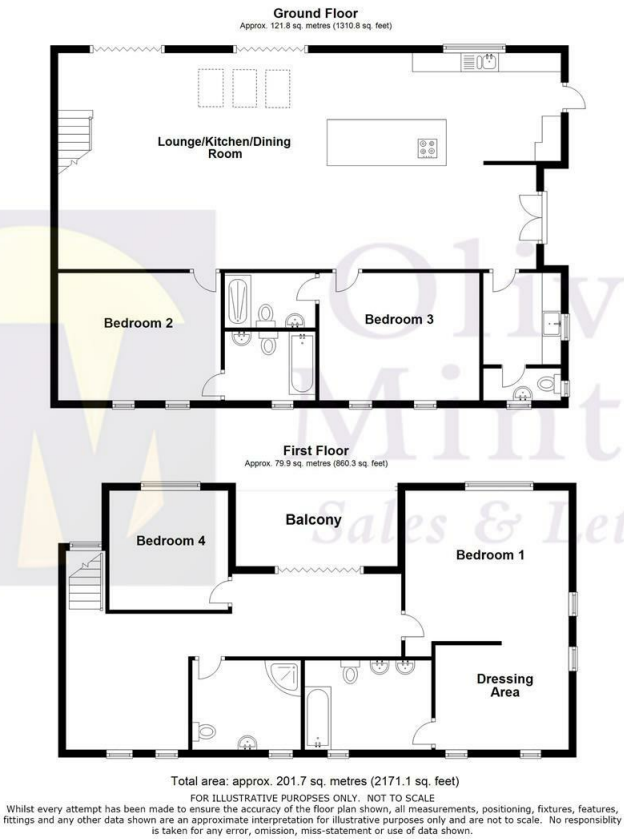 Ground Floor
Approx. 121.8 sq. metres (1310.8 sq. feet)
Lounge/Kitchen/Dining
Room
Bedroom 2
Bedroom 3
Oliv
Mint
First Floor
Approx. 79.9 sq. metres (860.3 sq. feet)
Bedroom 4
Balcony
Bedroom 1
Sales & Let
Dressing
Area
Total area: approx. 201.7 sq. metres (2171.1 sq. feet)
FOR ILLUSTRATIVE PUROPSES ONLY. NOT TO SCALE
Whilst every attempt has been made to ensure the accuracy of the floor plan shown, all measurements, positioning, fixtures, features,
fittings and any other data shown are an approximate interpretation for illustrative purposes only and are not to scale. No responsiblity
is taken for any error, omission, miss-statement or use of data shown.